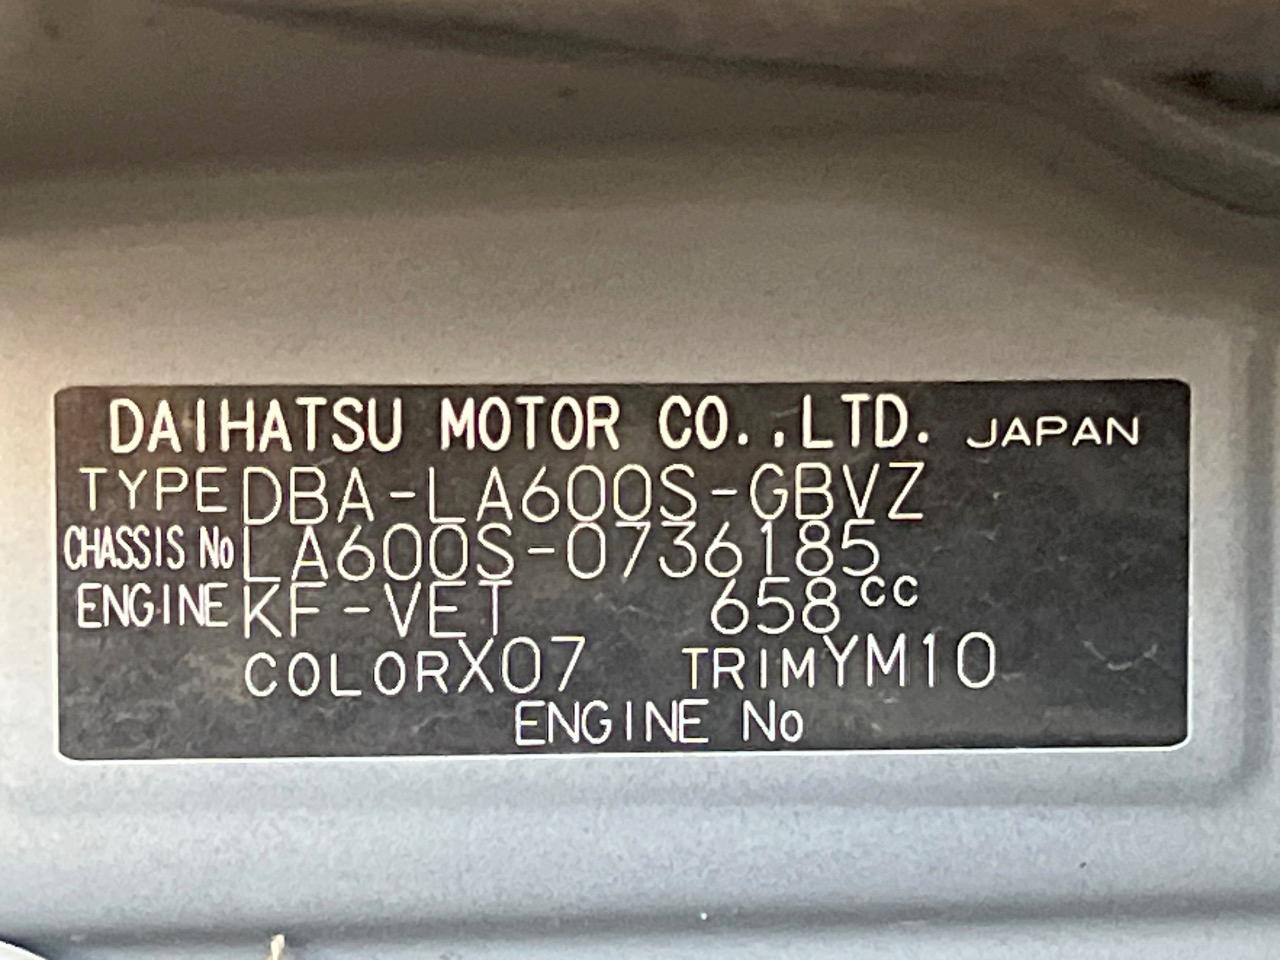 DAIHATSU MOTOR CO.,LTD. JAPAN
TYPE DBA-LA600S-GBVZ
CHASSIS No LA600S-0736185
ENGINE KF-VET 658cc
COLOR X07 TRIM YM10
ENGINE No